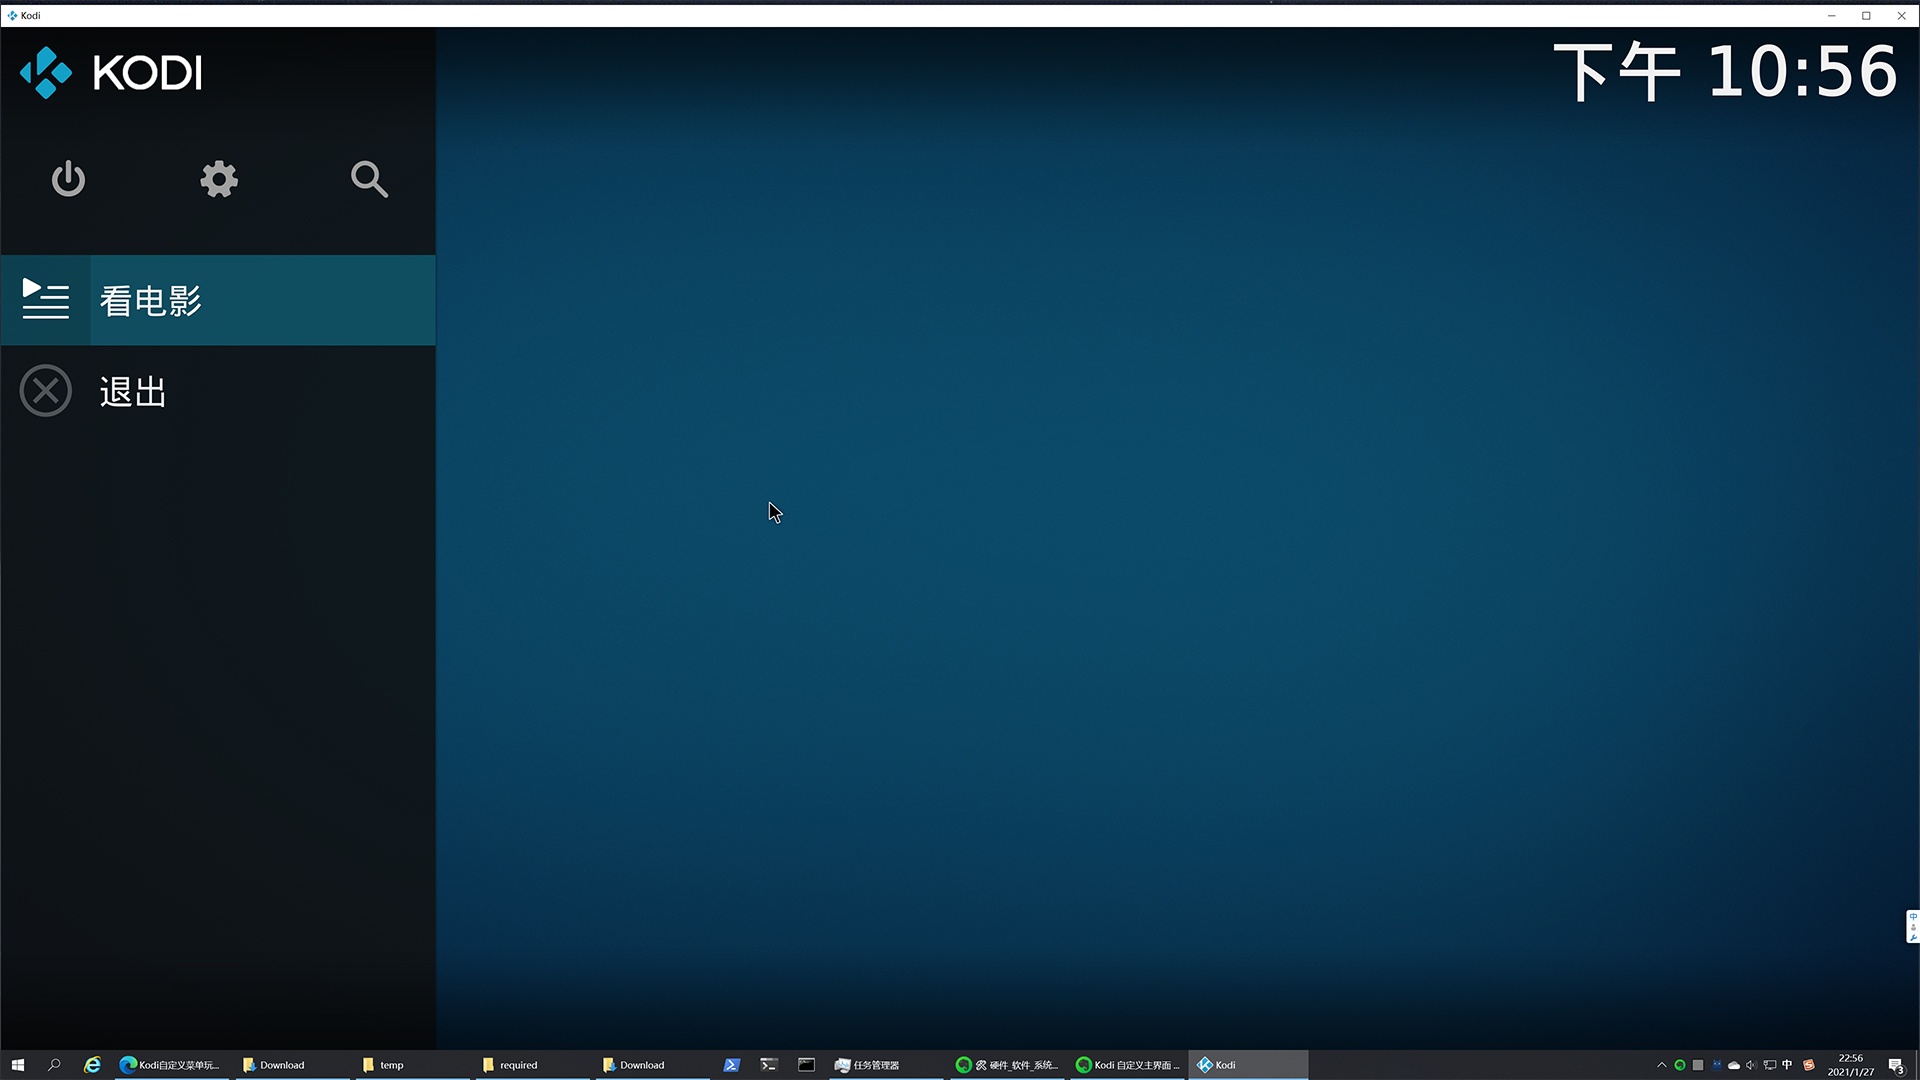 Kodi
KODI
下午 10:56
看电影
退出
中
Kodi自定义菜单玩...
Download
temp
required
Download
任务管理器
硬件_软件_系统...
Kodi 自定义主界面 ...
Kodi
中
22:56
2021/1/27
3